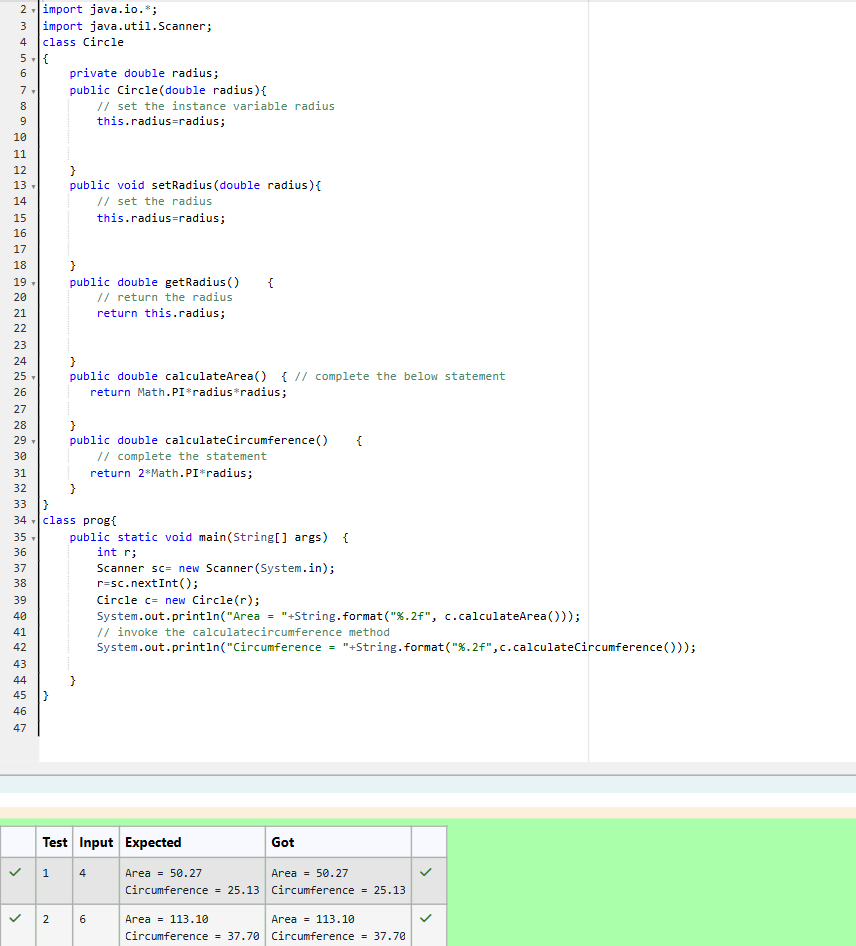 2 import java.io.*;
3 import java.util.Scanner;
4 class Circle
5 {
6     private double radius;
7     public Circle(double radius){
8         // set the instance variable radius
9         this.radius=radius;
10
11
12     }
13     public void setRadius(double radius){
14         // set the radius
15         this.radius=radius;
16
17
18     }
19     public double getRadius()    {
20         // return the radius
21         return this.radius;
22
23
24     }
25     public double calculateArea()  { // complete the below statement
26        return Math.PI*radius*radius;
27
28     }
29     public double calculateCircumference()    {
30         // complete the statement
31        return 2*Math.PI*radius;
32     }
33 }
34 class prog{
35     public static void main(String[] args)  {
36         int r;
37         Scanner sc= new Scanner(System.in);
38         r=sc.nextInt();
39         Circle c= new Circle(r);
40         System.out.println("Area = "+String.format("%.2f", c.calculateArea()));
41         // invoke the calculatecircumference method
42         System.out.println("Circumference = "+String.format("%.2f",c.calculateCircumference()));
43
44     }
45 }
46
47
Test Input Expected Got
1 4 Area = 50.27 Area = 50.27
Circumference = 25.13 Circumference = 25.13
2 6 Area = 113.10 Area = 113.10
Circumference = 37.70 Circumference = 37.70